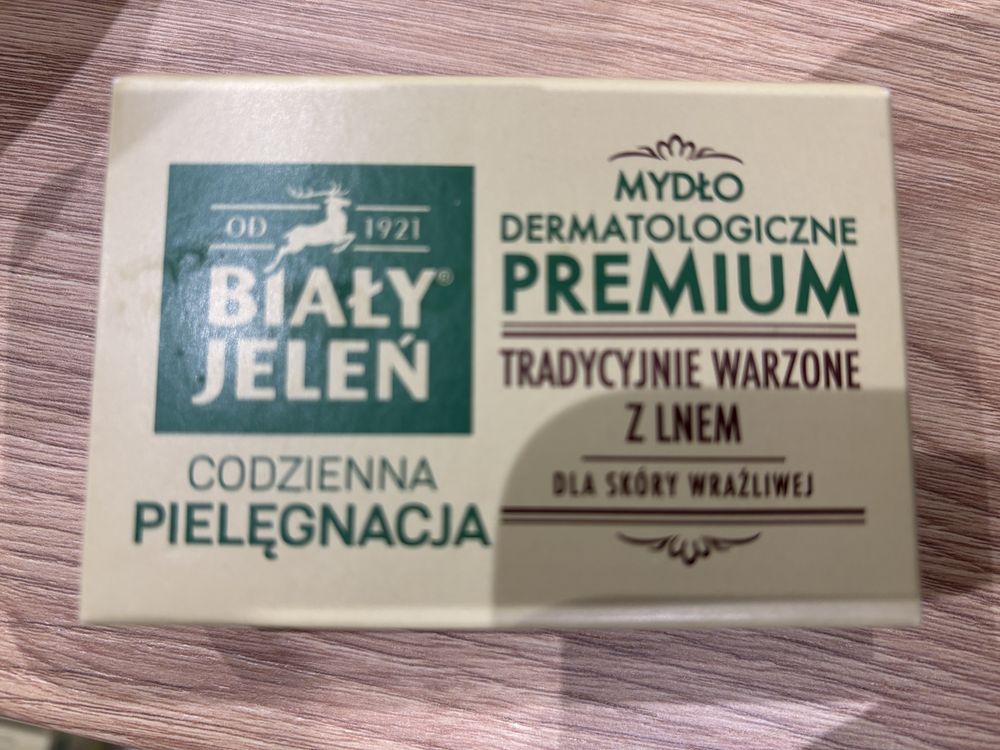 OD 1921
BIAŁY®
JELEŃ
CODZIENNA
PIELĘGNACJA
MYDŁO
DERMATOLOGICZNE
PREMIUM
TRADYCYJNIE WARZONE
Z LNEM
DLA SKÓRY WRAŻLIWEJ